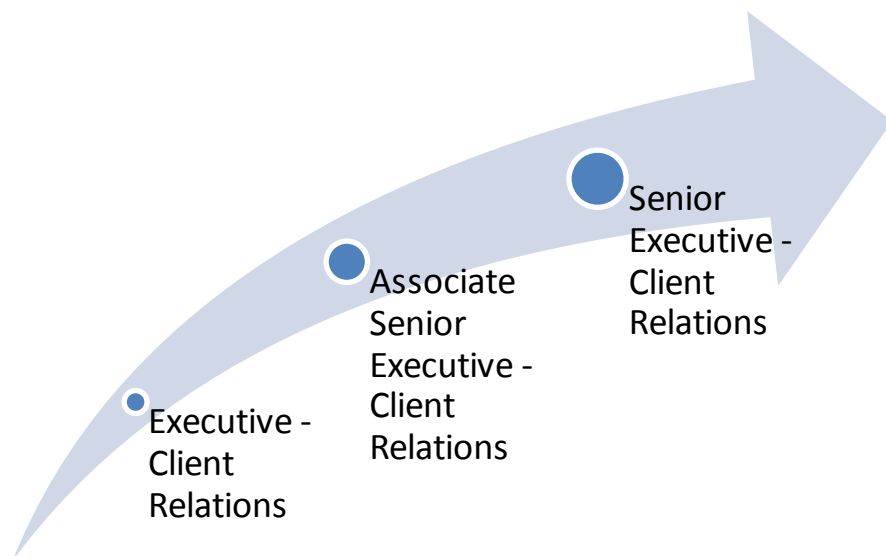 Executive -
Client
Relations
Associate
Senior
Executive -
Client
Relations
Senior
Executive -
Client
Relations